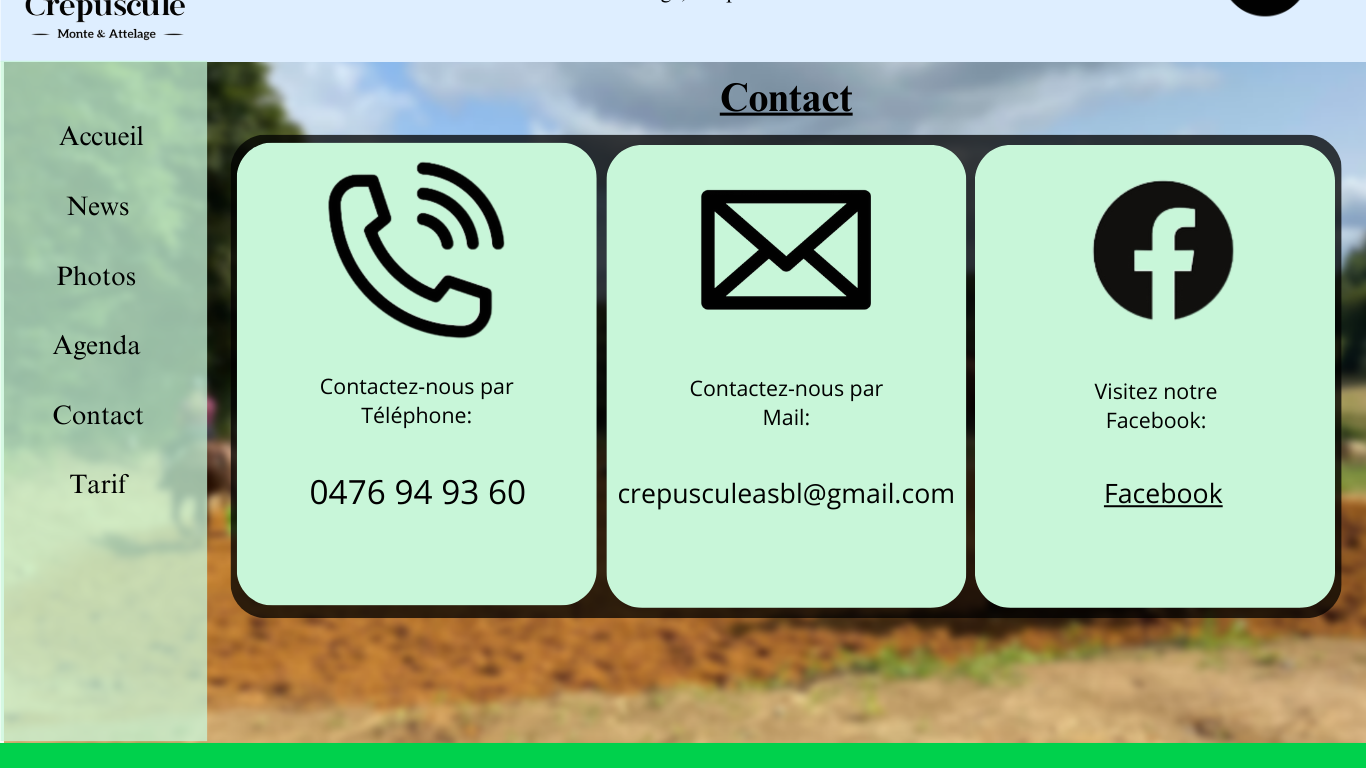 Crépuscule
Monte & Attelage
Contact
Accueil
News
Photos
Agenda
Contact
Tarif
Contactez-nous par
Téléphone:
0476 94 93 60
Contactez-nous par
Mail:
crepusculeasbl@gmail.com
Visitez notre
Facebook:
Facebook